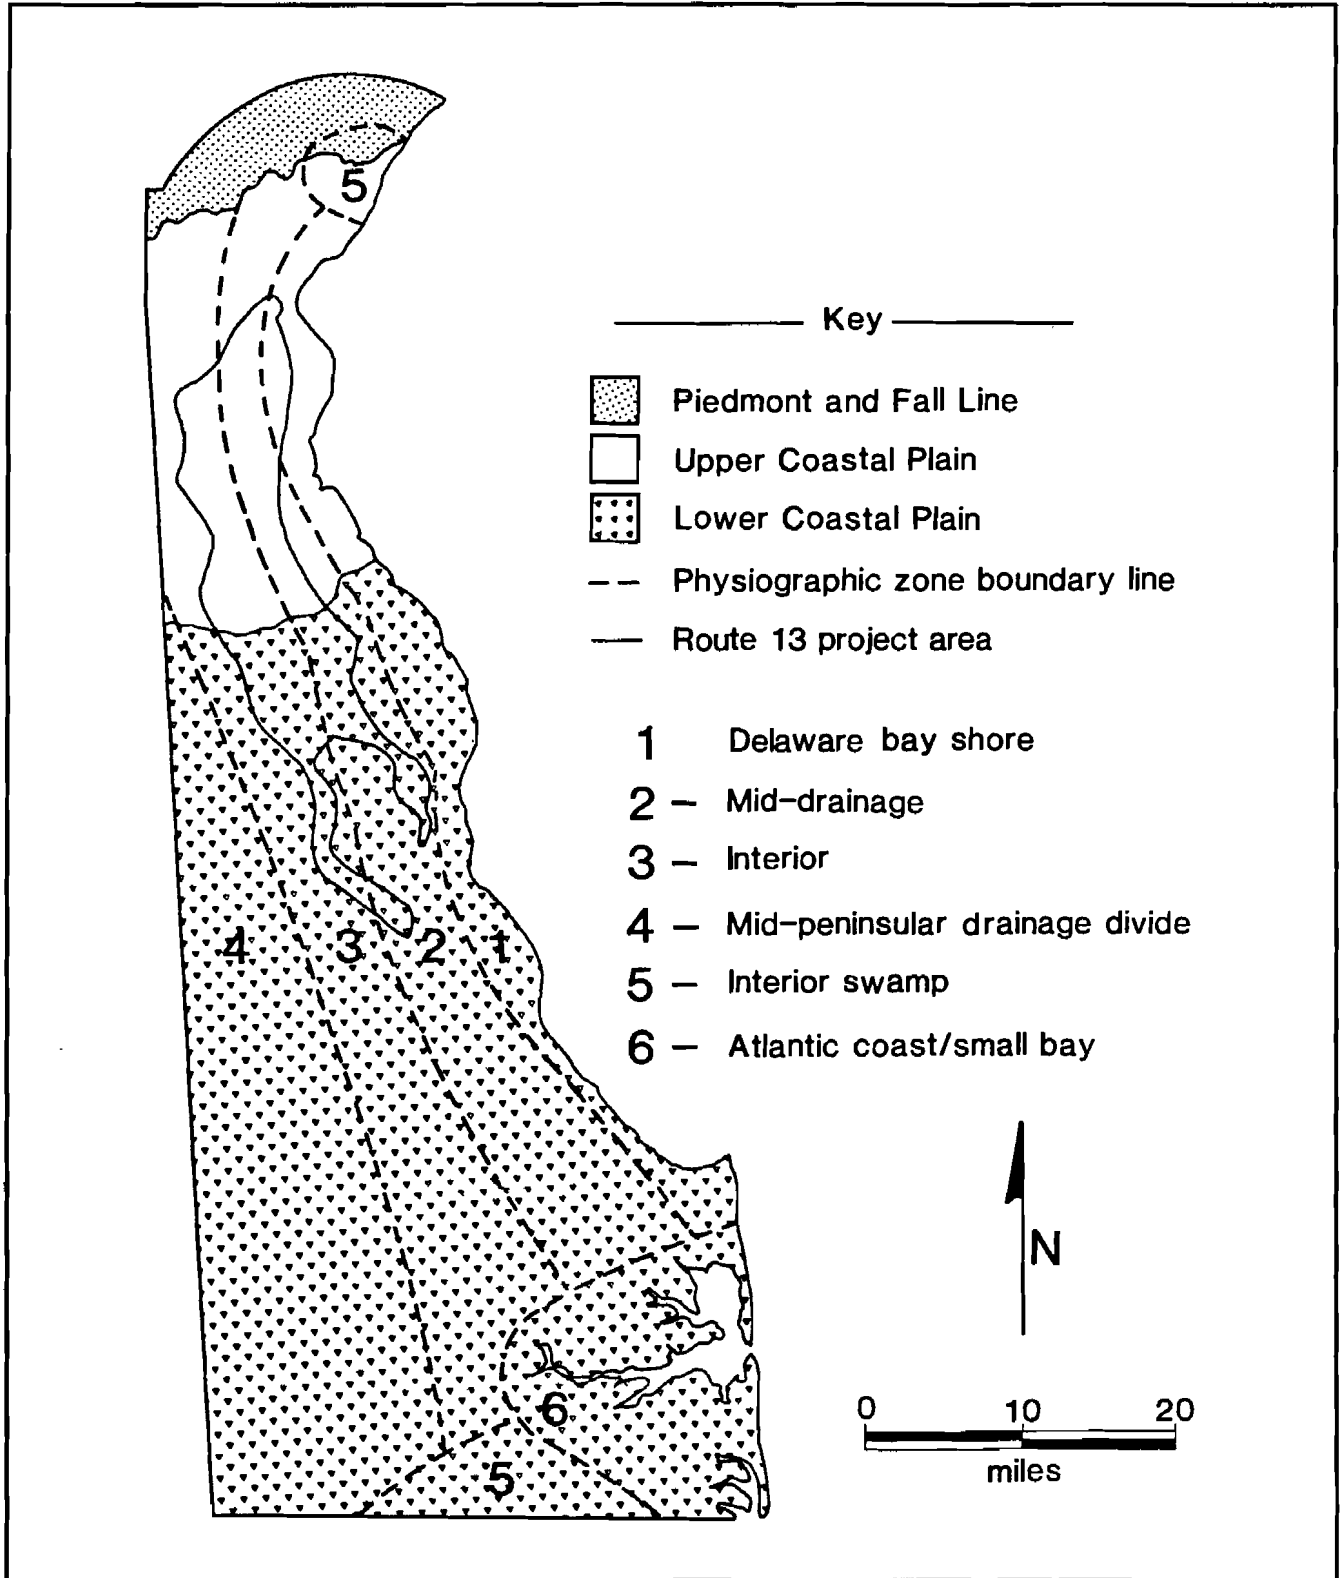 5
Key
Piedmont and Fall Line
Upper Coastal Plain
Lower Coastal Plain
Physiographic zone boundary line
Route 13 project area
1 Delaware bay shore
2 – Mid-drainage
3 – Interior
4 – Mid-peninsular drainage divide
5 – Interior swamp
6 – Atlantic coast/small bay
4 3 2 1
N
6
5
0 10 20
miles